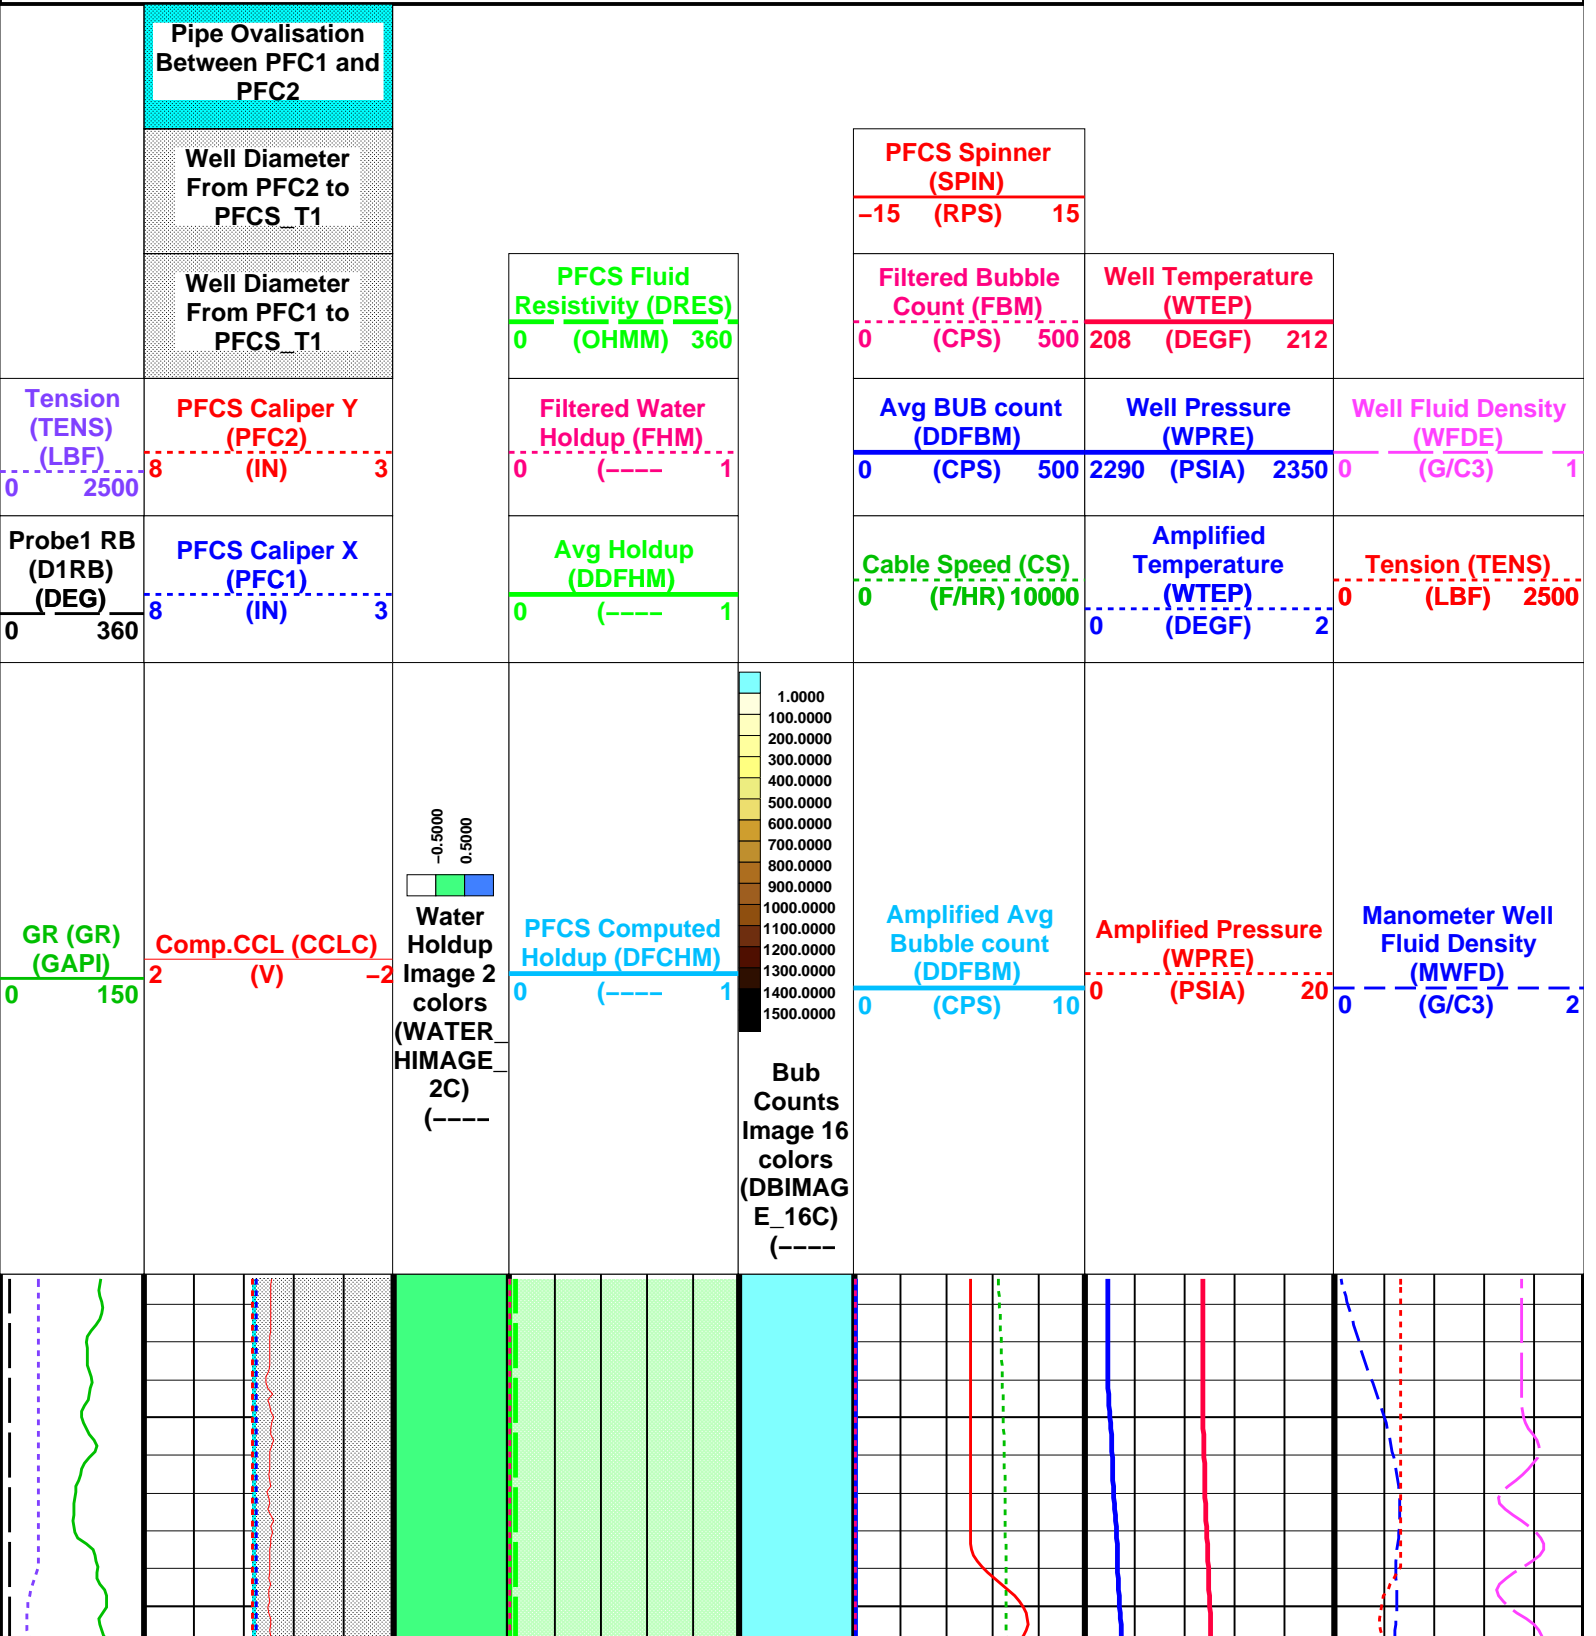 Pipe Ovalisation
Between PFC1 and
PFC2
Well Diameter
From PFC2 to
PFCS_T1
PFCS Spinner
(SPIN)
−15 (RPS) 15
Well Diameter
From PFC1 to
PFCS_T1
PFCS Fluid
Resistivity (DRES)
0 (OHMM) 360
Filtered Bubble
Count (FBM)
0 (CPS) 500
Well Temperature
(WTEP)
208 (DEGF) 212
Tension
(TENS)
(LBF)
0 2500
PFCS Caliper Y
(PFC2)
8 (IN) 3
Filtered Water
Holdup (FHM)
0 (−−−− 1
Avg BUB count
(DDFBM)
0 (CPS) 500
Well Pressure
(WPRE)
2290 (PSIA) 2350
Well Fluid Density
(WFDE)
0 (G/C3) 1
Probe1 RB
(D1RB)
(DEG)
0 360
PFCS Caliper X
(PFC1)
8 (IN) 3
Avg Holdup
(DDFHM)
0 (−−−− 1
Cable Speed (CS)
0 (F/HR) 10000
Amplified
Temperature
(WTEP)
0 (DEGF) 2
Tension (TENS)
0 (LBF) 2500
GR (GR)
(GAPI)
0 150
Comp.CCL (CCLC)
2 (V) −2
−0.5000
0.5000
Water
Holdup
Image 2
colors
(WATER_
HIMAGE_
2C)
(−−−−
PFCS Computed
Holdup (DFCHM)
0 (−−−− 1
1.0000
100.0000
200.0000
300.0000
400.0000
500.0000
600.0000
700.0000
800.0000
900.0000
1000.0000
1100.0000
1200.0000
1300.0000
1400.0000
1500.0000
Bub
Counts
Image 16
colors
(DBIMAG
E_16C)
(−−−−
Amplified Avg
Bubble count
(DDFBM)
0 (CPS) 10
Amplified Pressure
(WPRE)
0 (PSIA) 20
Manometer Well
Fluid Density
(MWFD)
0 (G/C3) 2